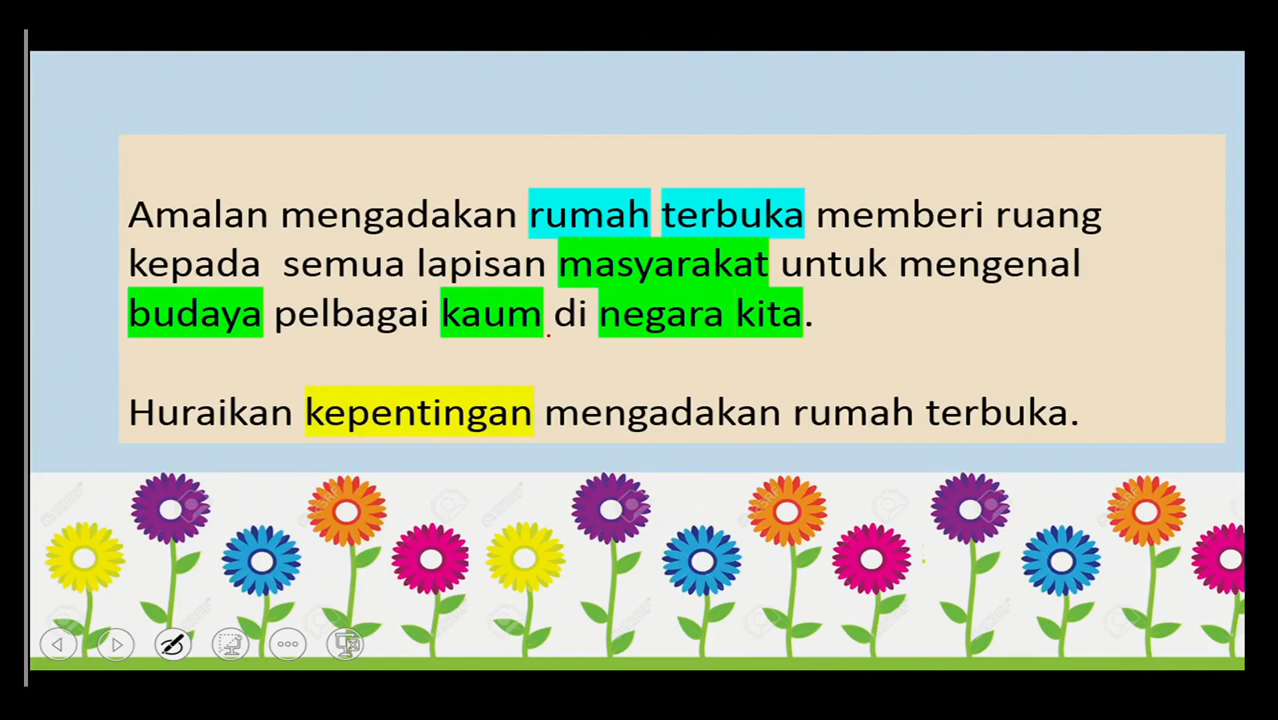 Amalan mengadakan rumah terbuka memberi ruang
kepada semua lapisan masyarakat untuk mengenal
budaya pelbagai kaum di negara kita.
Huraikan kepentingan mengadakan rumah terbuka.